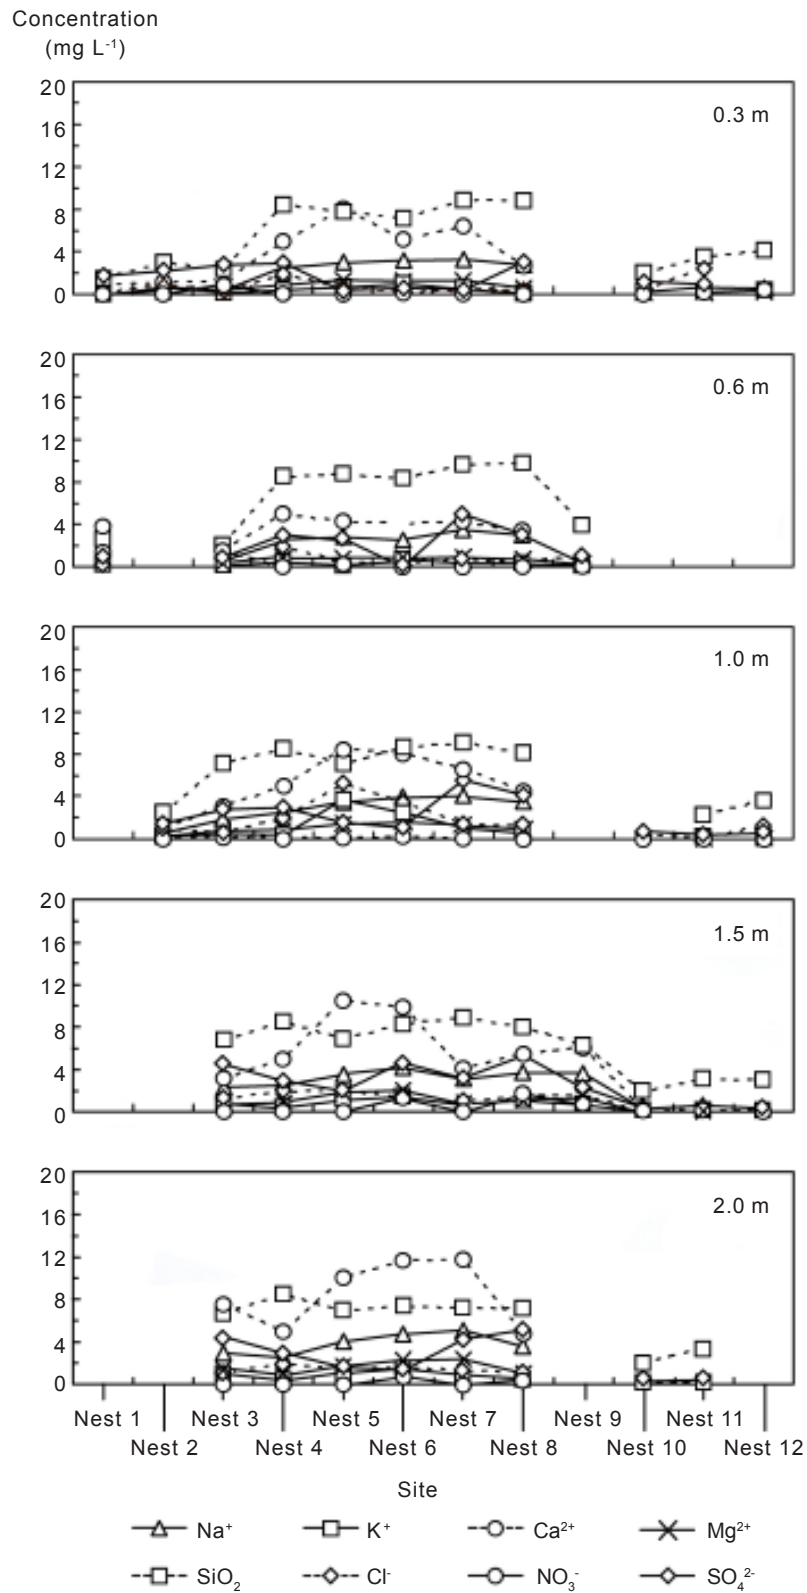 Concentration
(mg L⁻¹)
20
16
12
8
4
0
0.3 m
20
16
12
8
4
0
0.6 m
20
16
12
8
4
0
1.0 m
20
16
12
8
4
0
1.5 m
20
16
12
8
4
0
2.0 m
Nest 1 Nest 3 Nest 5 Nest 7 Nest 9 Nest 11
Nest 2 Nest 4 Nest 6 Nest 8 Nest 10 Nest 12
Site
Na⁺ K⁺ Ca²⁺ Mg²⁺
SiO₂ Cl⁻ NO₃⁻ SO₄²⁻